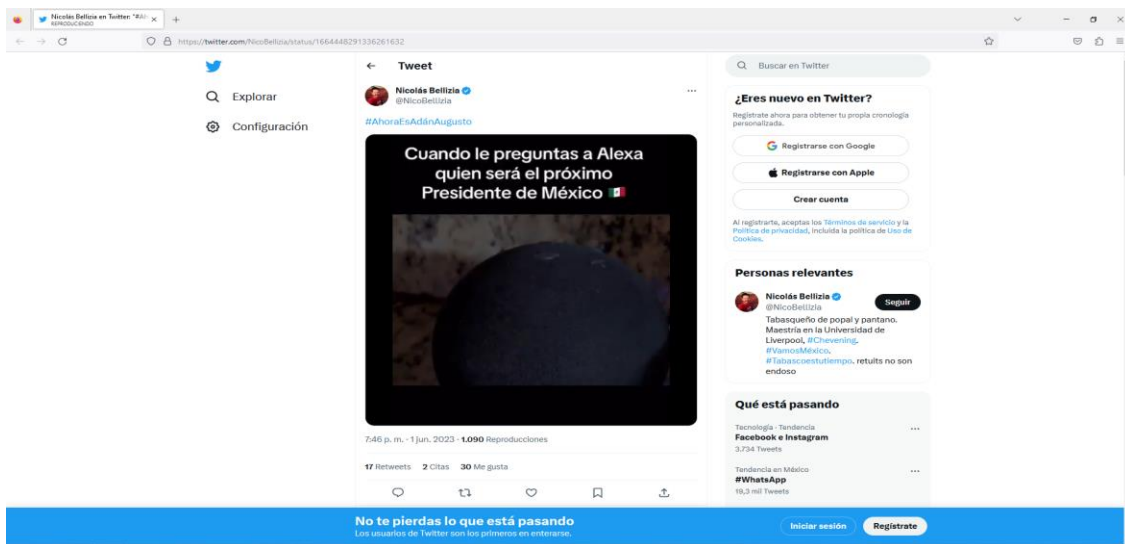 Nicolás Bellizia en Twitter: "#Ah
REPRODUCIENDO
https://twitter.com/NicoBellizia/status/1664448291336261632
Explorar
Configuración
Tweet
Nicolás Bellizia
@NicoBellizia
#AhoraEsAdánAugusto
Cuando le preguntas a Alexa
quien será el próximo
Presidente de México 🇲🇽
7:46 p. m. · 1 jun. 2023 · 1.090 Reproducciones
17 Retweets 2 Citas 30 Me gusta
Buscar en Twitter
¿Eres nuevo en Twitter?
Regístrate ahora para obtener tu propia cronología
personalizada.
Registrarse con Google
Registrarse con Apple
Crear cuenta
Al registrarte, aceptas los Términos de servicio y la
Política de privacidad, incluida la política de Uso de
Cookies.
Personas relevantes
Nicolás Bellizia
@NicoBellizia
Seguir
Tabasqueño de popal y pantano.
Maestría en la Universidad de
Liverpool, #Chevening.
#VamosMéxico.
#Tabascoestutiempo. retuits no son
endoso
Qué está pasando
Tecnología · Tendencia
Facebook e Instagram
3.734 Tweets
Tendencia en México
#WhatsApp
19,3 mil Tweets
No te pierdas lo que está pasando
Los usuarios de Twitter son los primeros en enterarse.
Iniciar sesión
Regístrate